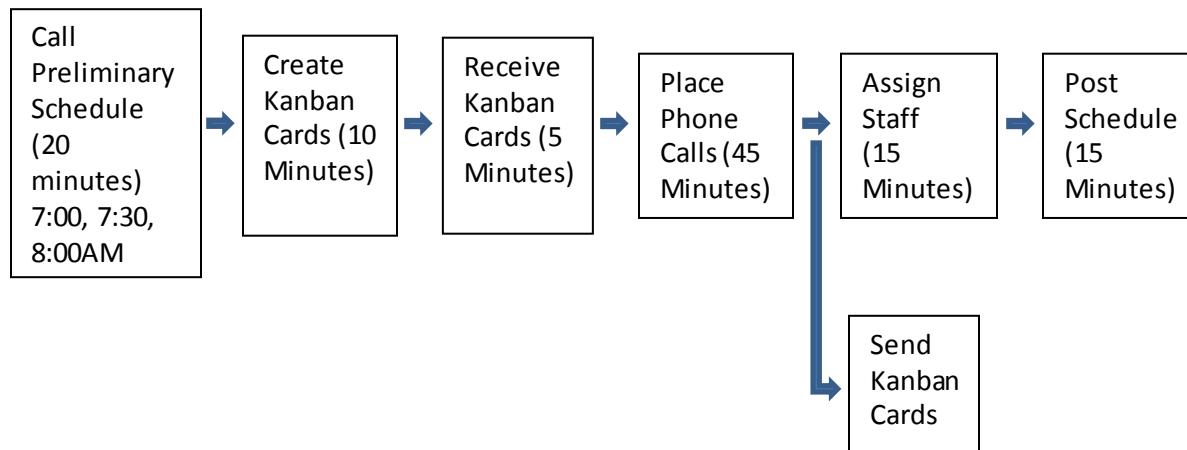 Call
Preliminary
Schedule
(20
minutes)
7:00, 7:30,
8:00AM
Create
Kanban
Cards (10
Minutes)
Receive
Kanban
Cards (5
Minutes)
Place
Phone
Calls (45
Minutes)
Assign
Staff
(15
Minutes)
Post
Schedule
(15
Minutes)
Send
Kanban
Cards